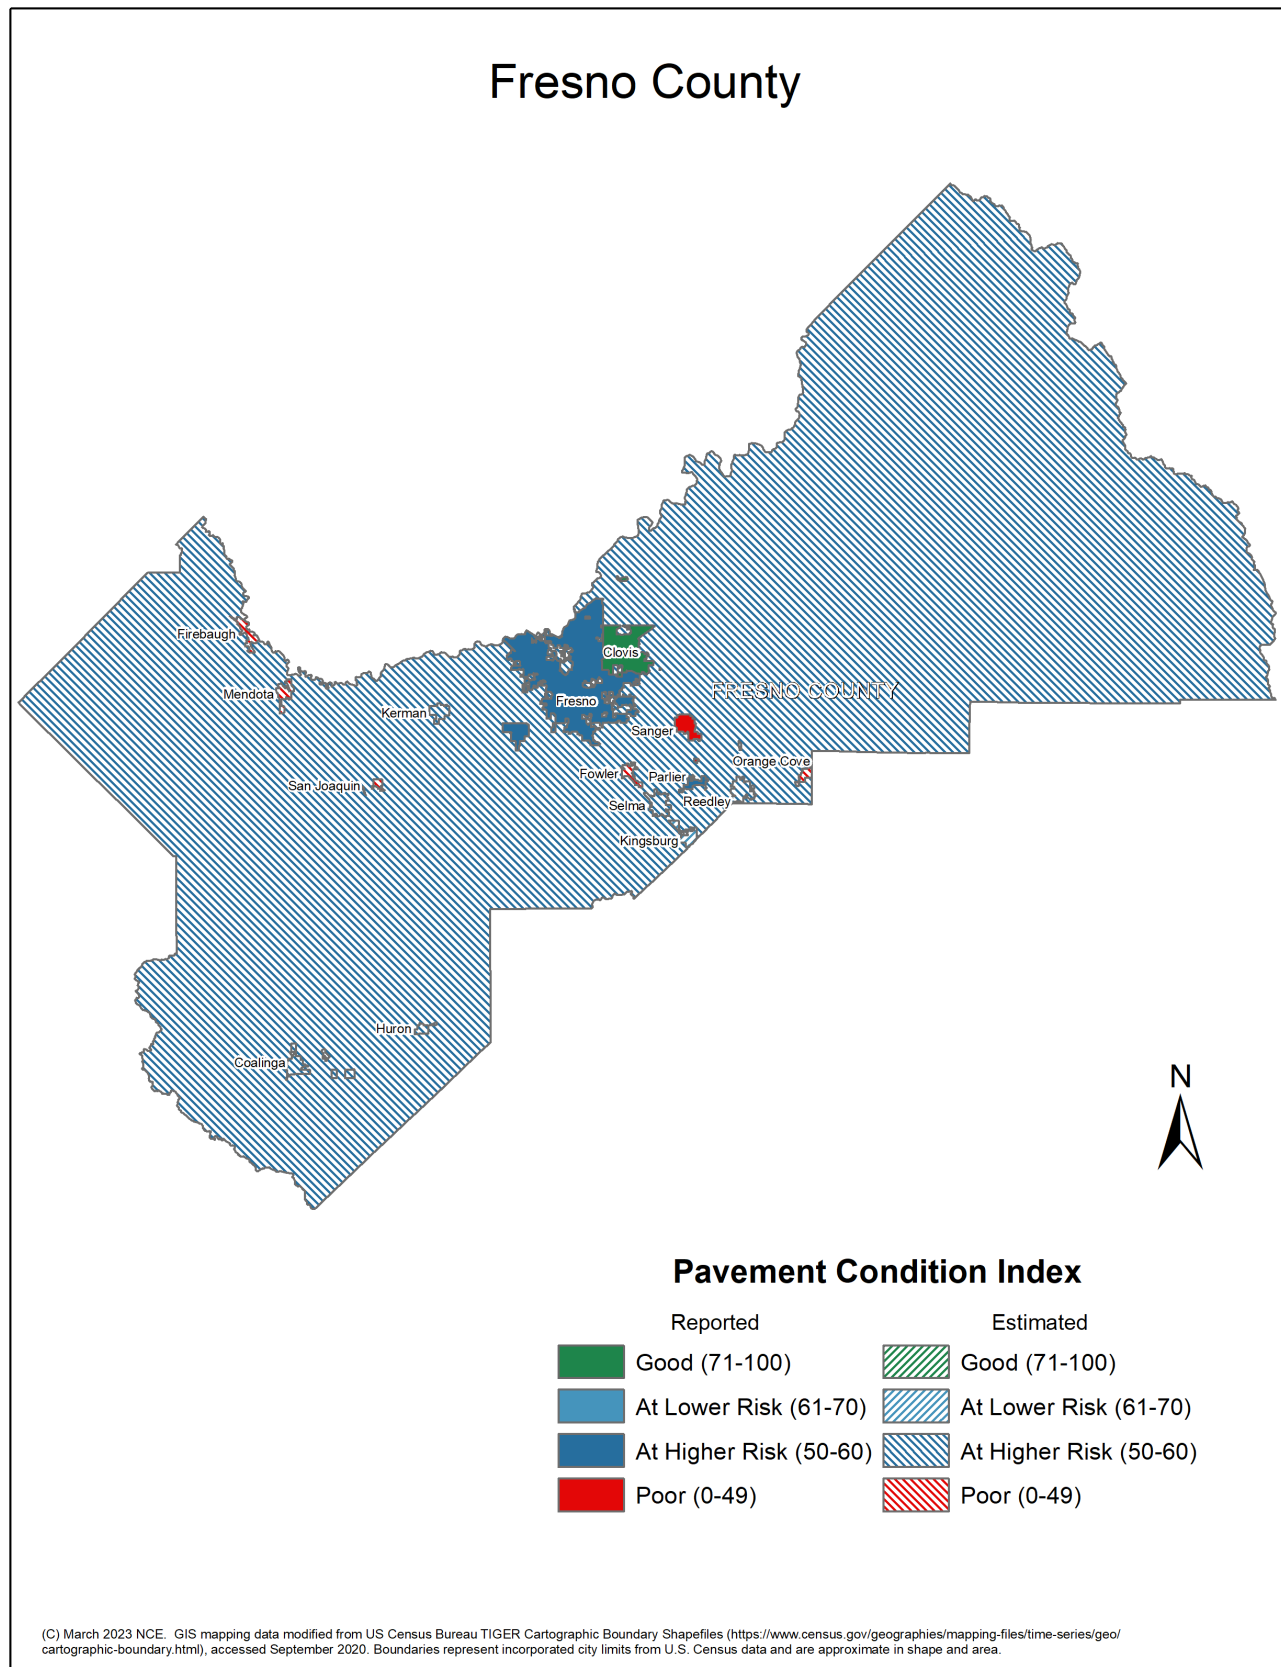 Fresno County
Firebaugh
Clovis
Mendota
FRESNO COUNTY
Fresno
Kerman
Sanger
Orange Cove
Fowler
Parlier
San Joaquin
Reedley
Selma
Kingsburg
Huron
Coalinga
N
Pavement Condition Index
Reported Estimated
Good (71-100) Good (71-100)
At Lower Risk (61-70) At Lower Risk (61-70)
At Higher Risk (50-60) At Higher Risk (50-60)
Poor (0-49) Poor (0-49)
(C) March 2023 NCE. GIS mapping data modified from US Census Bureau TIGER Cartographic Boundary Shapefiles (https://www.census.gov/geographies/mapping-files/time-series/geo/
cartographic-boundary.html), accessed September 2020. Boundaries represent incorporated city limits from U.S. Census data and are approximate in shape and area.